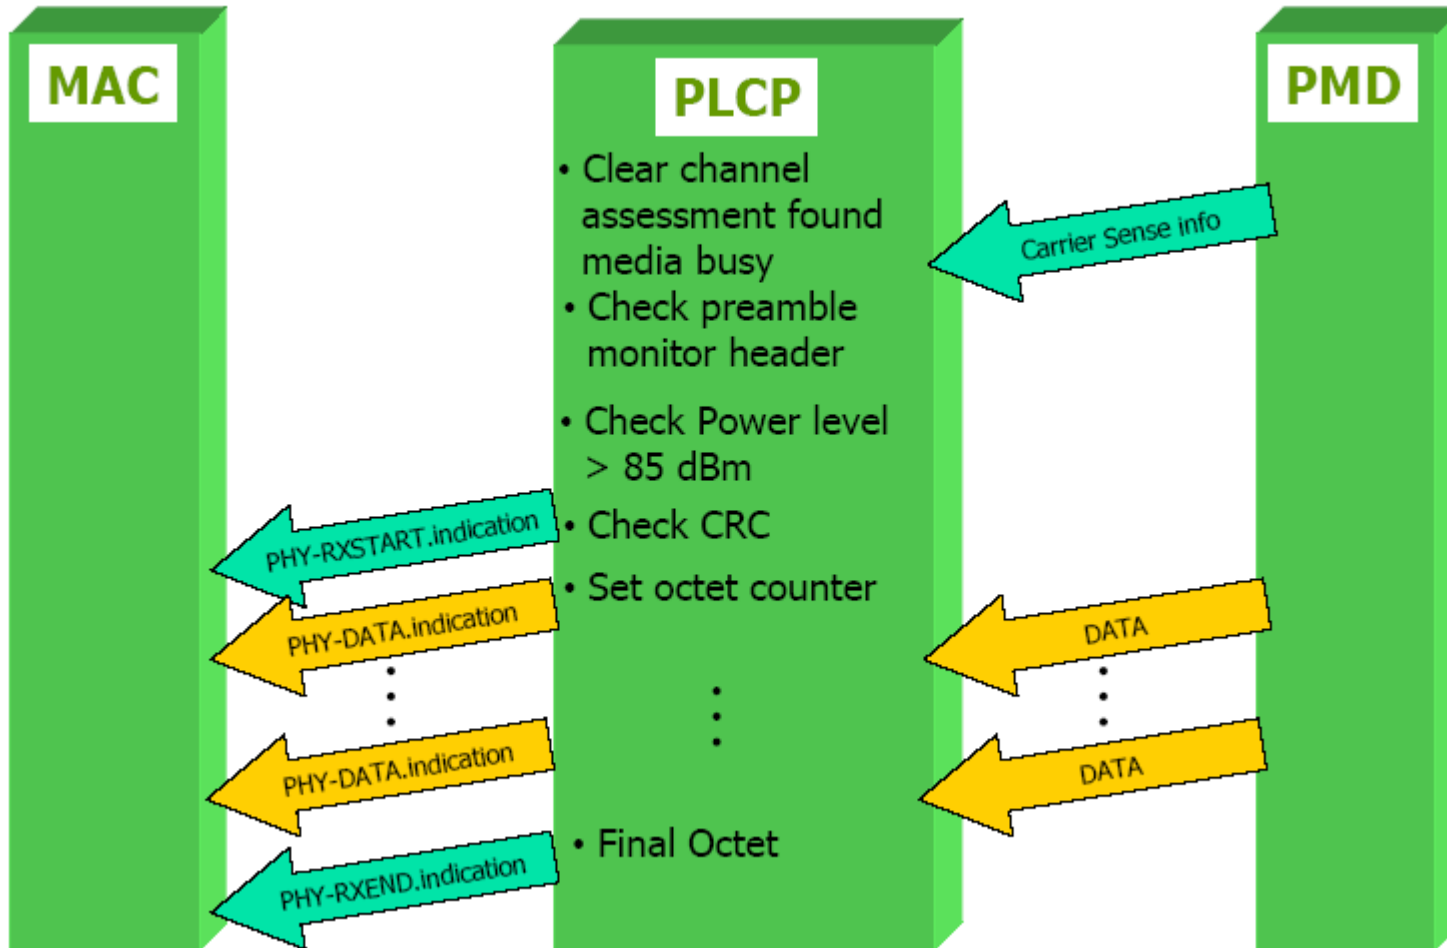 MAC
PLCP
PMD
• Clear channel
assessment found
media busy
Carrier Sense info
• Check preamble
monitor header
• Check Power level
> 85 dBm
PHY-RXSTART.indication
• Check CRC
• Set octet counter
PHY-DATA.indication
DATA
PHY-DATA.indication
DATA
• Final Octet
PHY-RXEND.indication